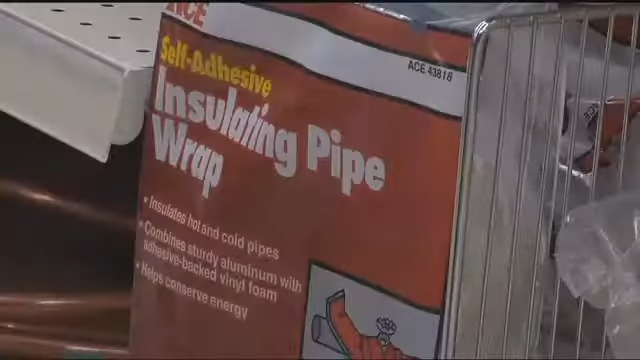 ACE
ACE 43818
Self-Adhesive
Insulating Pipe
Wrap
• Insulates hot and cold pipes
• Combines sturdy aluminum with
adhesive-backed vinyl foam
• Helps conserve energy